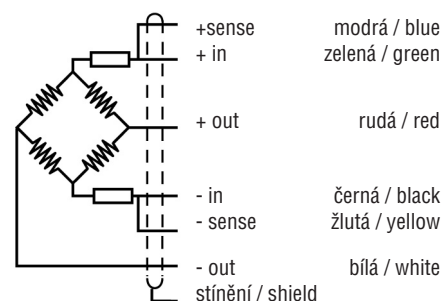 +sense modrá / blue
+ in zelená / green
+ out rudá / red
- in černá / black
- sense žlutá / yellow
- out bílá / white
stínění / shield